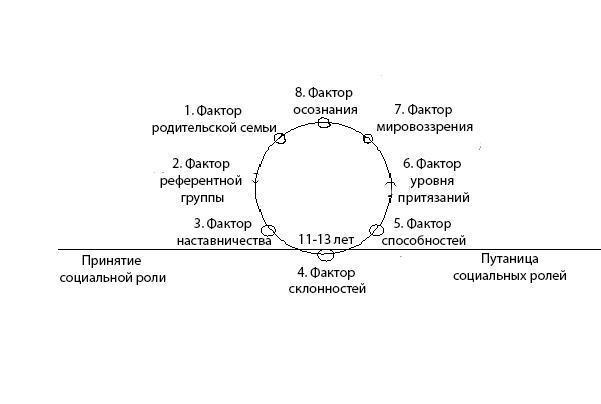 8. Фактор
осознания
1. Фактор
родительской семьи
7. Фактор
мировоззрения
2. Фактор
референтной
группы
6. Фактор
уровня
притязаний
3. Фактор
наставничества
11-13 лет
5. Фактор
способностей
Принятие
социальной роли
4. Фактор
склонностей
Путаница
социальных ролей